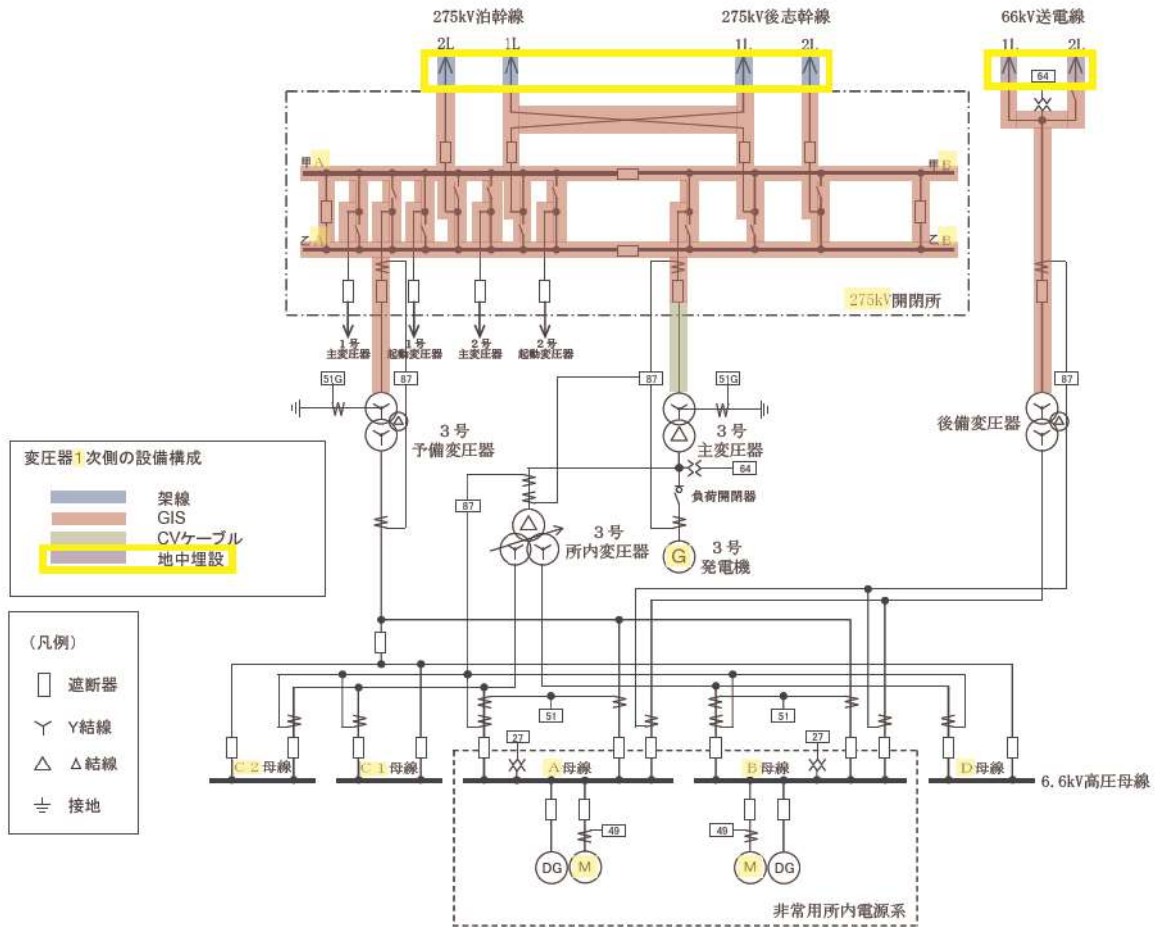 275kV泊幹線
275kV後志幹線
66kV送電線
2L
1L
1L
2L
1L
2L
64
甲A
甲B
乙A
乙B
275kV開閉所
1号
主変圧器
1号
起動変圧器
2号
主変圧器
2号
起動変圧器
51G
87
87
51G
87
3号
予備変圧器
3号
主変圧器
後備変圧器
64
負荷開閉器
87
3号
所内変圧器
G
3号
発電機
変圧器1次側の設備構成
架線
GIS
CVケーブル
地中埋設
(凡例)
遮断器
Y結線
Δ結線
接地
51
51
27
27
C2母線
C1母線
A母線
B母線
D母線
6.6kV高圧母線
49
49
DG
M
M
DG
非常用所内電源系